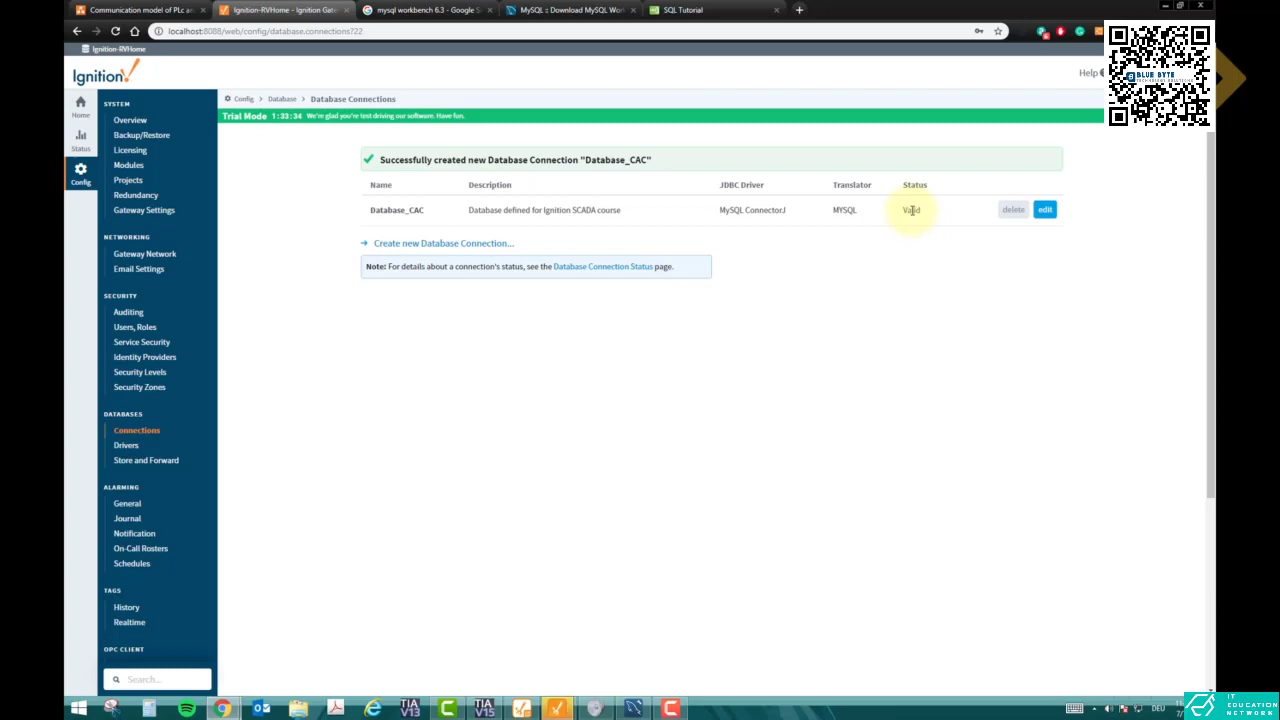 Communication model of PLc an
Ignition-RVHome - Ignition Gat
mysql workbench 6.3 - Google S
MySQL :: Download MySQL Work
SQL Tutorial
localhost:8088/web/config/database.connections?22
Ignition-RVHome
Ignition!
Help
BLUE BYTE
TECHNOLOGY SOLUTIONS
Home
Status
Config
SYSTEM
Overview
Backup/Restore
Licensing
Modules
Projects
Redundancy
Gateway Settings
NETWORKING
Gateway Network
Email Settings
SECURITY
Auditing
Users, Roles
Service Security
Identity Providers
Security Levels
Security Zones
DATABASES
Connections
Drivers
Store and Forward
ALARMING
General
Journal
Notification
On-Call Rosters
Schedules
TAGS
History
Realtime
OPC CLIENT
Search...
Config > Database > Database Connections
Trial Mode 1:33:34 We're glad you're test driving our software. Have fun.
Successfully created new Database Connection "Database_CAC"
Name Description JDBC Driver Translator Status
Database_CAC Database defined for Ignition SCADA course MySQL ConnectorJ MYSQL Valid delete edit
Create new Database Connection...
Note: For details about a connection's status, see the Database Connection Status page.
TIA V13
TIA V15
DEU
IT
EDUCATION
NETWORK